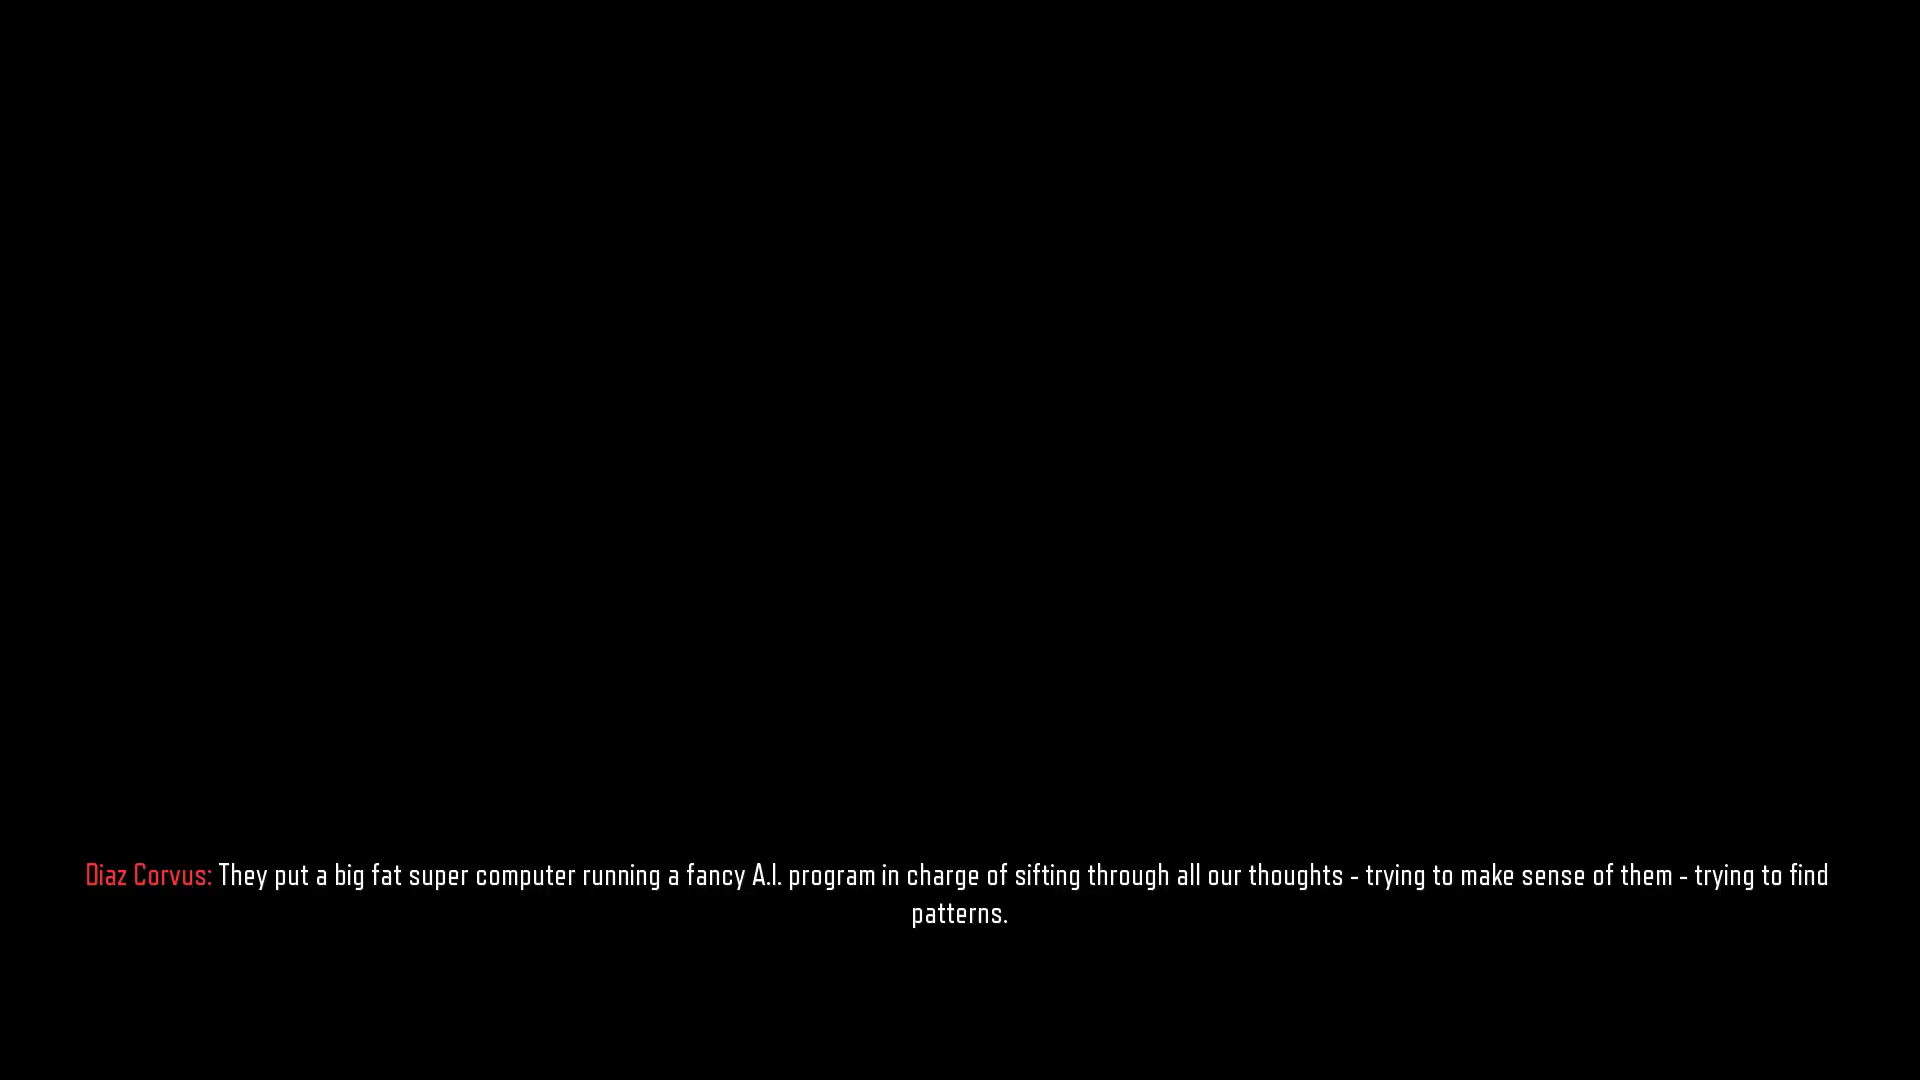 Diaz Corvus: They put a big fat super computer running a fancy A.I. program in charge of sifting through all our thoughts - trying to make sense of them - trying to find
patterns.